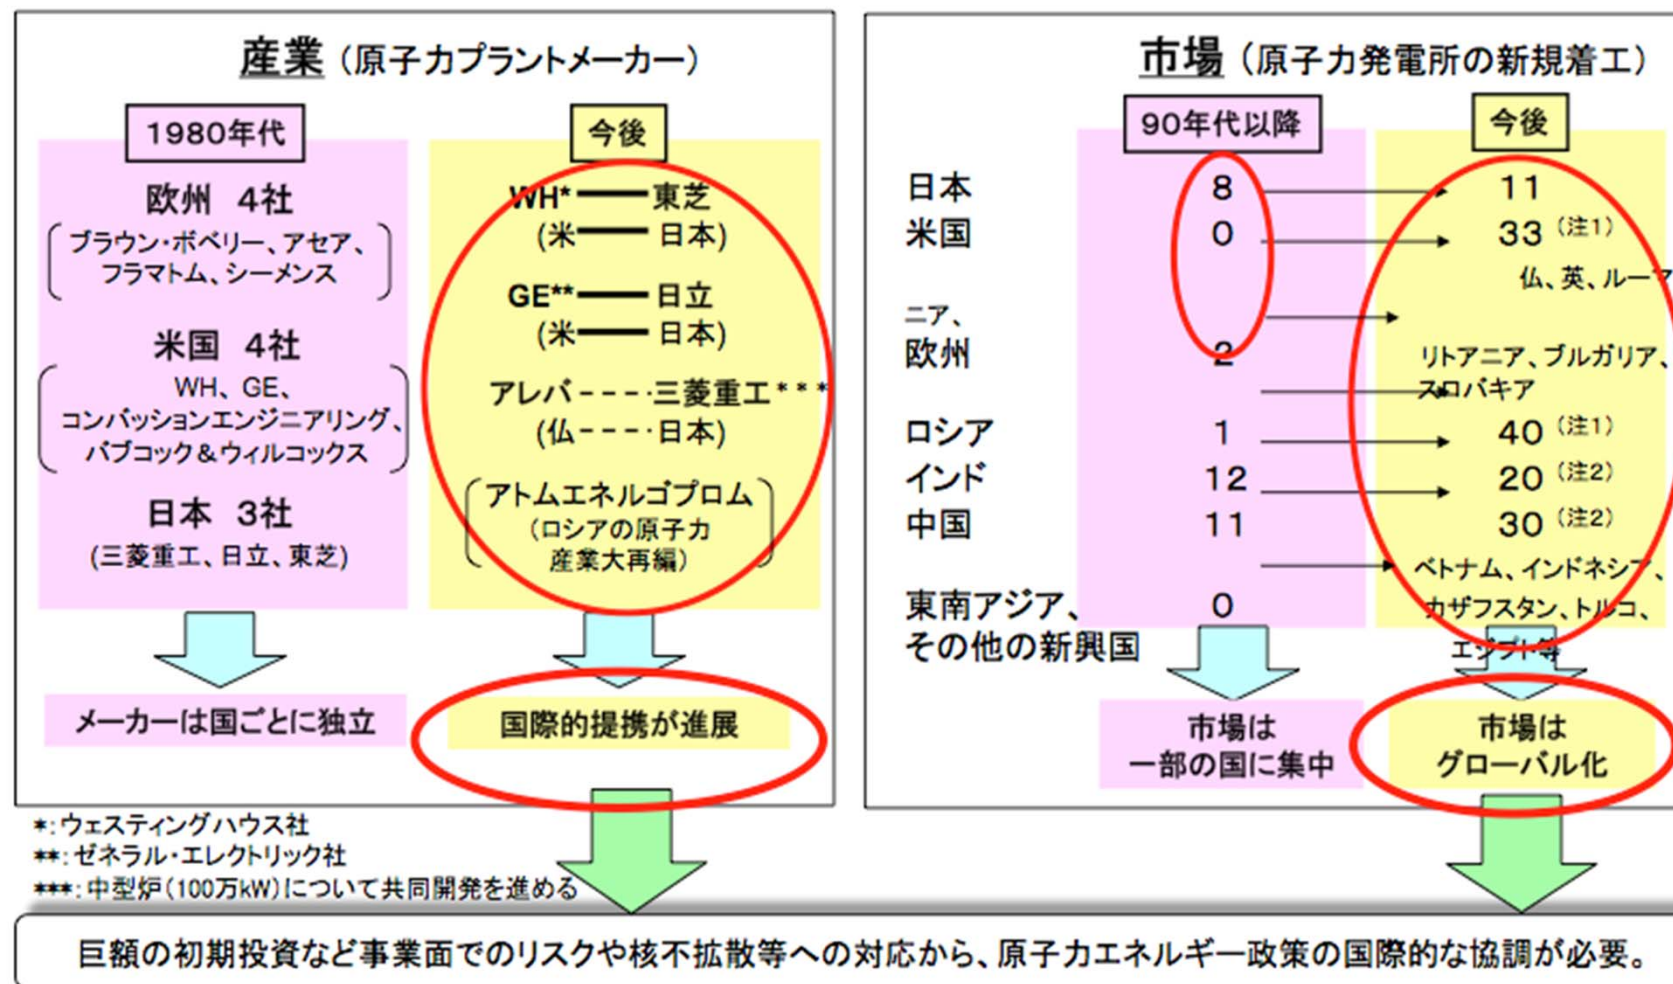 産業（原子力プラントメーカー）
1980年代
欧州 4社
ブラウン・ボベリー、アセア、
フラマトム、シーメンス
米国 4社
WH、GE、
コンバッションエンジニアリング、
バブコック＆ウィルコックス
日本 3社
(三菱重工、日立、東芝)
メーカーは国ごとに独立
今後
WH* 東芝
(米 日本)
GE** 日立
(米 日本)
アレバ----三菱重工***
(仏----日本)
アトムエネルゴプロム
(ロシアの原子力
産業大再編)
国際的提携が進展
*：ウェスティングハウス社
**：ゼネラル・エレクトリック社
***：中型炉(100万kW)について共同開発を進める
市場（原子力発電所の新規着工）
90年代以降 今後
日本 8 11
米国 0 33（注1）
仏、英、ルーマ
ニア、
欧州 2 リトアニア、ブルガリア、
スロバキア
ロシア 1 40（注1）
インド 12 20（注2）
中国 11 30（注2）
ベトナム、インドネシア、
東南アジア、 0 カザフスタン、トルコ、
その他の新興国 エジプト等
市場は
一部の国に集中
市場は
グローバル化
巨額の初期投資など事業面でのリスクや核不拡散等への対応から、原子力エネルギー政策の国際的な協調が必要。